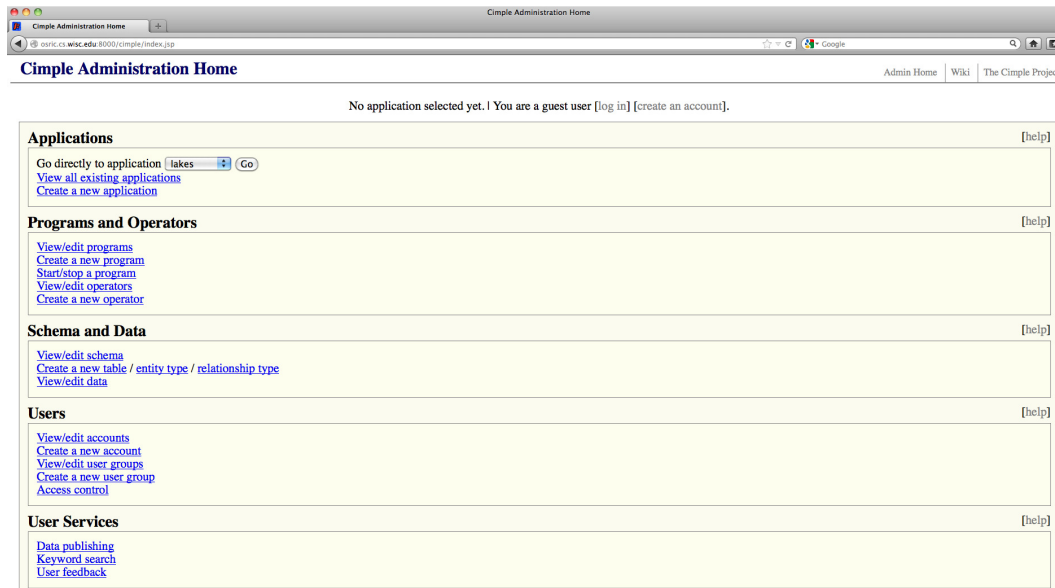 Cimple Administration Home
Cimple Administration Home
osric.cs.wisc.edu:8000/cimple/index.jsp
Google
Cimple Administration Home
Admin Home Wiki The Cimple Projec
No application selected yet. | You are a guest user [log in] [create an account].
Applications [help]
Go directly to application lakes Go
View all existing applications
Create a new application
Programs and Operators [help]
View/edit programs
Create a new program
Start/stop a program
View/edit operators
Create a new operator
Schema and Data [help]
View/edit schema
Create a new table / entity type / relationship type
View/edit data
Users [help]
View/edit accounts
Create a new account
View/edit user groups
Create a new user group
Access control
User Services [help]
Data publishing
Keyword search
User feedback